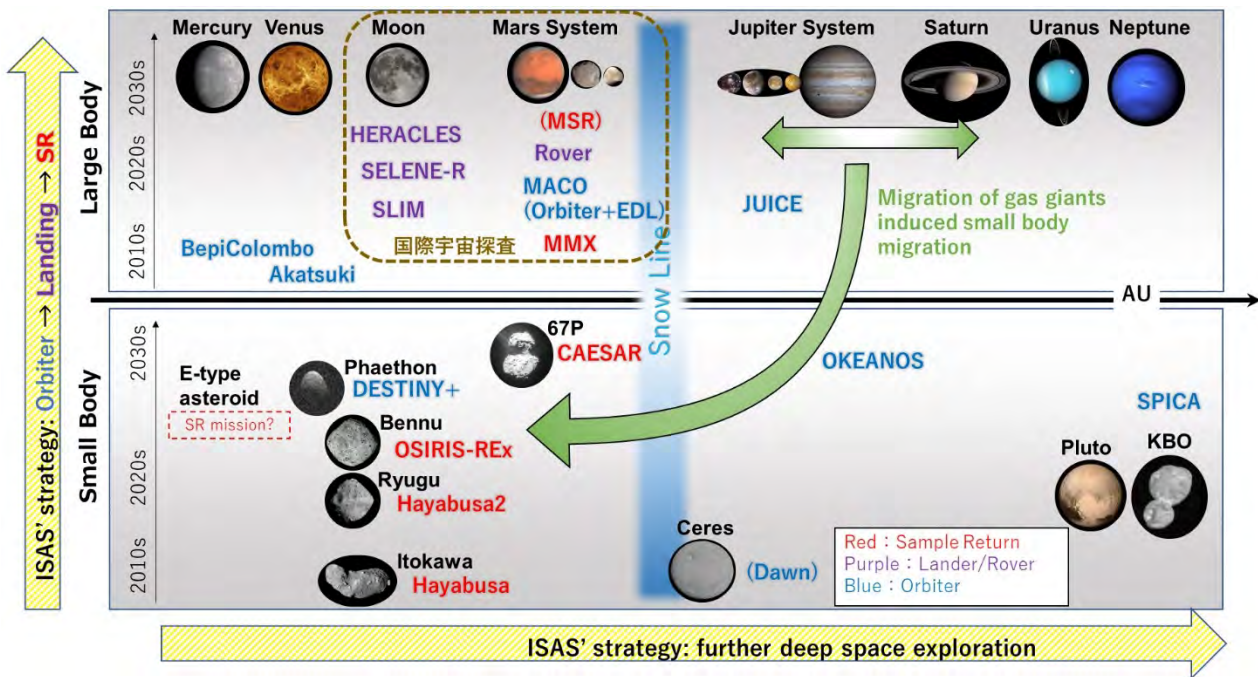 ISAS' strategy: Orbiter → Landing → SR
Large Body
2030s
2020s
2010s
Mercury
Venus
Moon
Mars System
Jupiter System
Saturn
Uranus
Neptune
HERACLES
SELENE-R
SLIM
(MSR)
Rover
MACO
(Orbiter+EDL)
MMX
国際宇宙探査
BepiColombo
Akatsuki
JUICE
Migration of gas giants
induced small body
migration
Snow Line
AU
Small Body
2030s
2020s
2010s
67P
CAESAR
E-type
asteroid
SR mission?
Phaethon
DESTINY+
Bennu
OSIRIS-REx
Ryugu
Hayabusa2
Itokawa
Hayabusa
OKEANOS
SPICA
Pluto
KBO
Ceres
(Dawn)
Red：Sample Return
Purple：Lander/Rover
Blue：Orbiter
ISAS' strategy: further deep space exploration